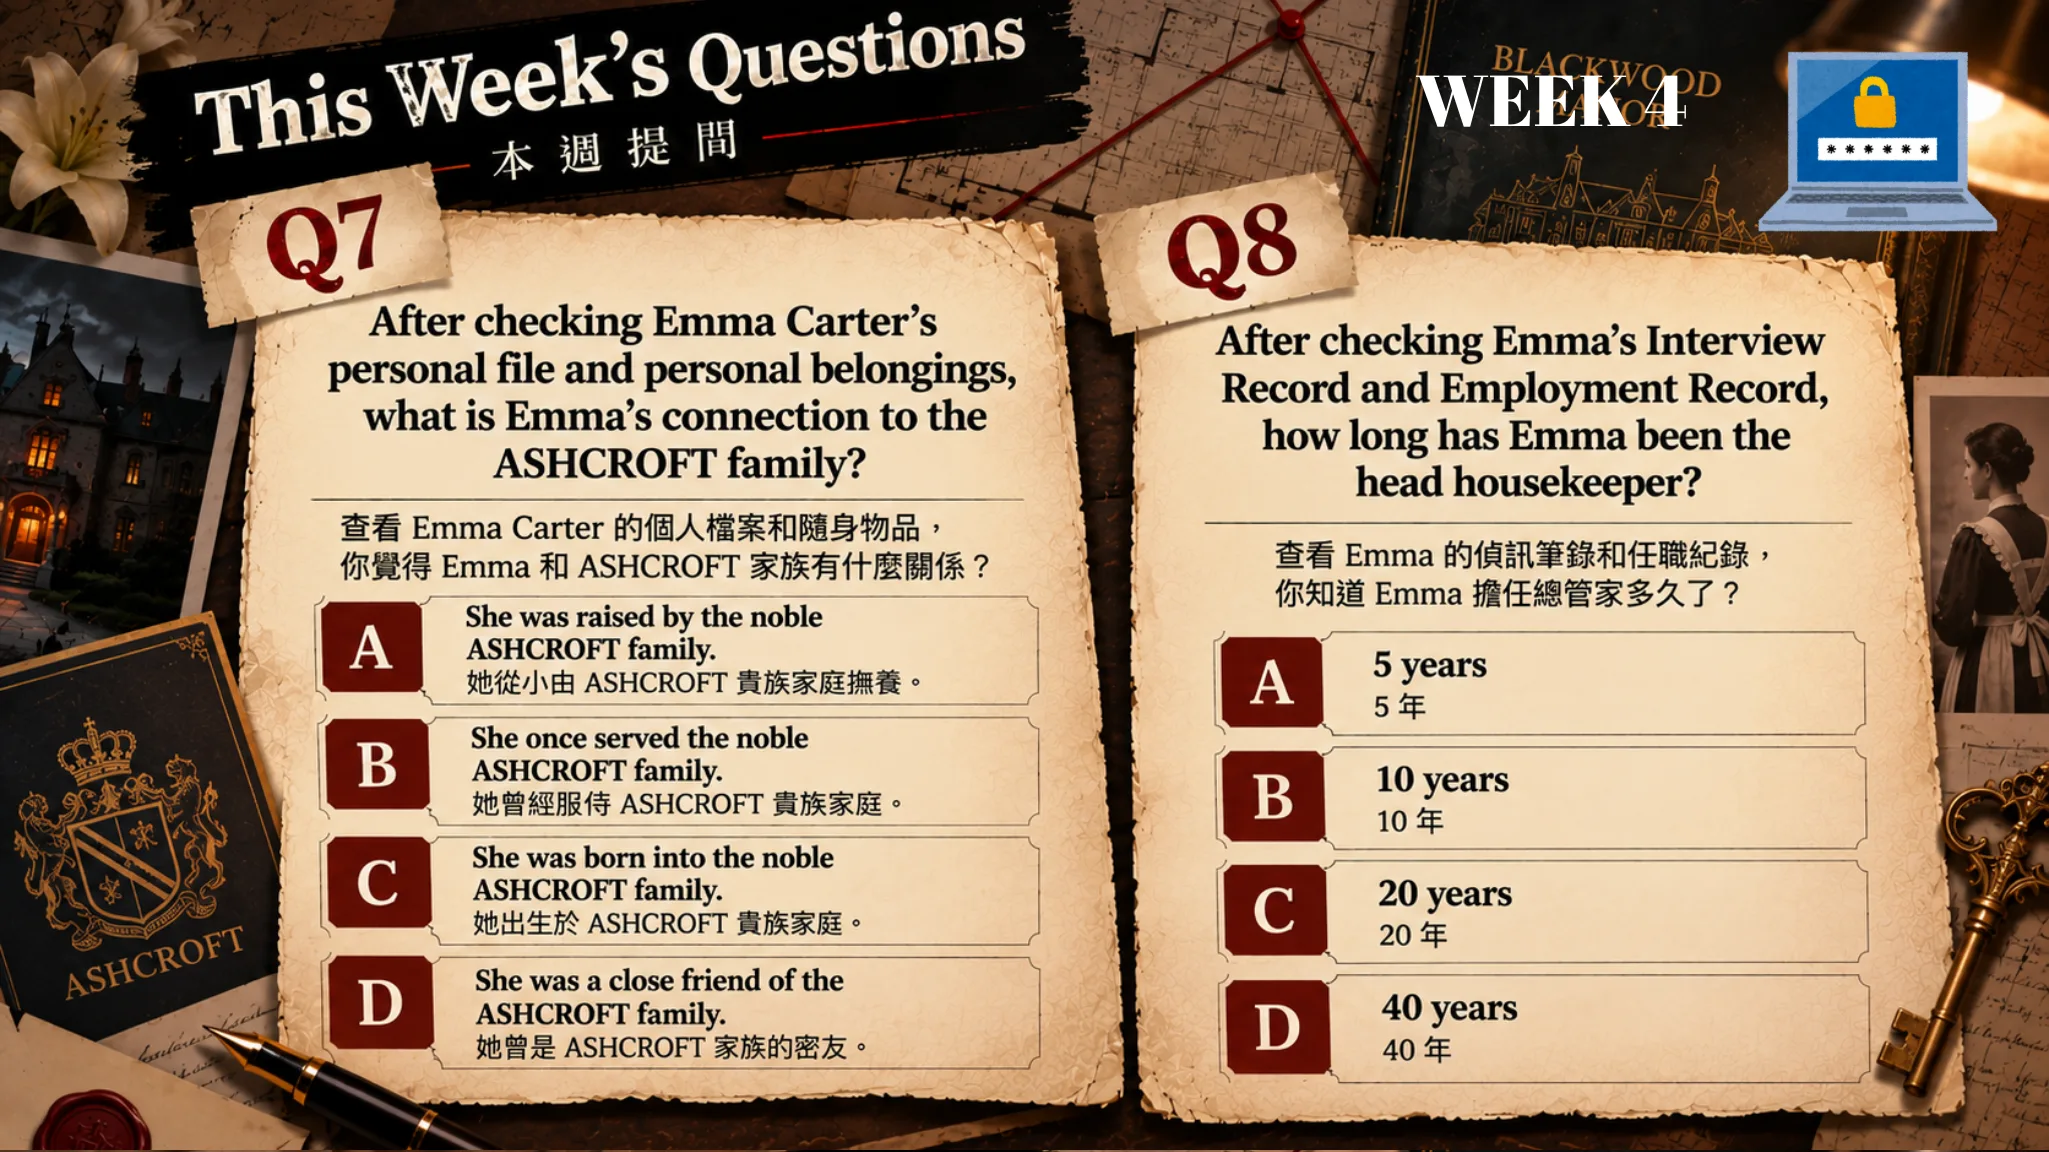 This Week's Questions
本週提問
BLACKWOOD
WEEK 4
******
Q7
After checking Emma Carter's
personal file and personal belongings,
what is Emma's connection to the
ASHCROFT family?
查看 Emma Carter 的個人檔案和隨身物品，
你覺得 Emma 和 ASHCROFT 家族有什麼關係？
A
She was raised by the noble
ASHCROFT family.
她從小由 ASHCROFT 貴族家庭撫養。
B
She once served the noble
ASHCROFT family.
她曾經服侍 ASHCROFT 貴族家庭。
C
She was born into the noble
ASHCROFT family.
她出生於 ASHCROFT 貴族家庭。
D
She was a close friend of the
ASHCROFT family.
她曾是 ASHCROFT 家族的密友。
Q8
After checking Emma's Interview
Record and Employment Record,
how long has Emma been the
head housekeeper?
查看 Emma 的偵訊筆錄和任職紀錄，
你知道 Emma 擔任總管家多久了？
A
5 years
5 年
B
10 years
10 年
C
20 years
20 年
D
40 years
40 年
ASHCROFT